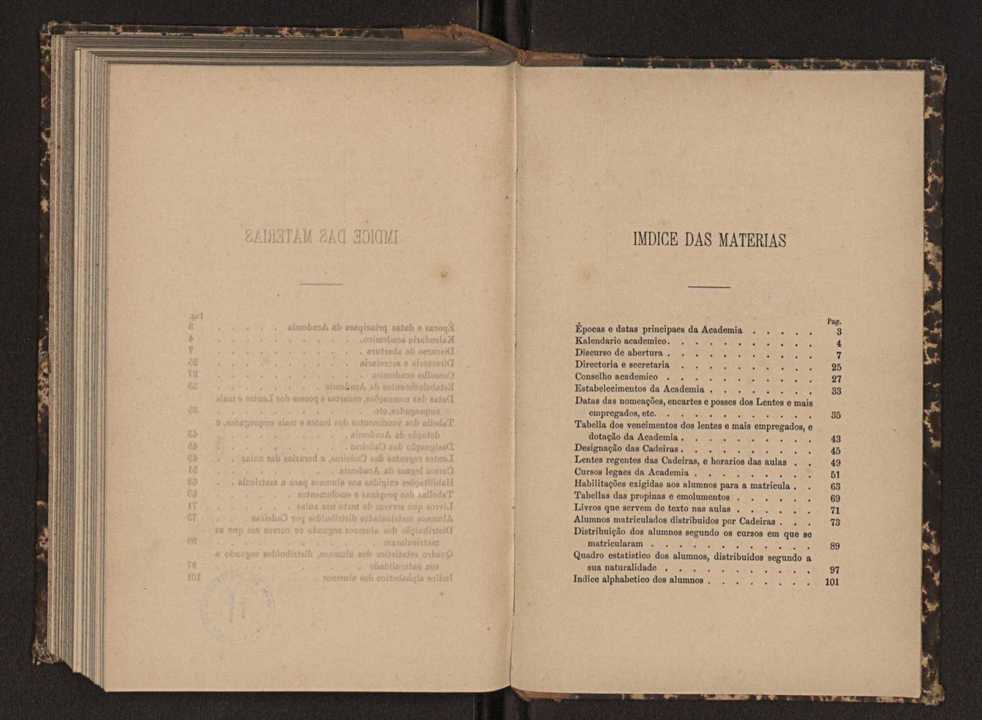 IMDICE DAS MATERIAS
Pag.
Épocas e datas principaes da Academia . . . . . 3
Kalendario academico. . . . . . . . . . . 4
Discurso de abertura . . . . . . . . . . . 7
Directoria e secretaria . . . . . . . . . . 25
Conselho academico . . . . . . . . . . . 27
Estabelecimentos da Academia . . . . . . . . 33
Datas das nomeações, encartes e posses dos Lentes e mais
empregados, etc. . . . . . . . . . . . 35
Tabella dos vencimentos dos lentes e mais empregados, e
dotação da Academia . . . . . . . . . . 43
Designação das Cadeiras . . . . . . . . . . 45
Lentes regentes das Cadeiras, e horarios das aulas . . 49
Cursos legaes da Academia . . . . . . . . . 51
Habilitações exigidas aos alumnos para a matricula . . 63
Tabellas das propinas e emolumentos . . . . . . 69
Livros que servem de texto nas aulas . . . . . . 71
Alumnos matriculados distribuidos por Cadeiras . . . 73
Distribuição dos alumnos segundo os cursos em que se
matricularam . . . . . . . . . . . . 89
Quadro estatistico dos alumnos, distribuidos segundo a
sua naturalidade . . . . . . . . . . . 97
Indice alphabetico dos alumnos . . . . . . . . 101